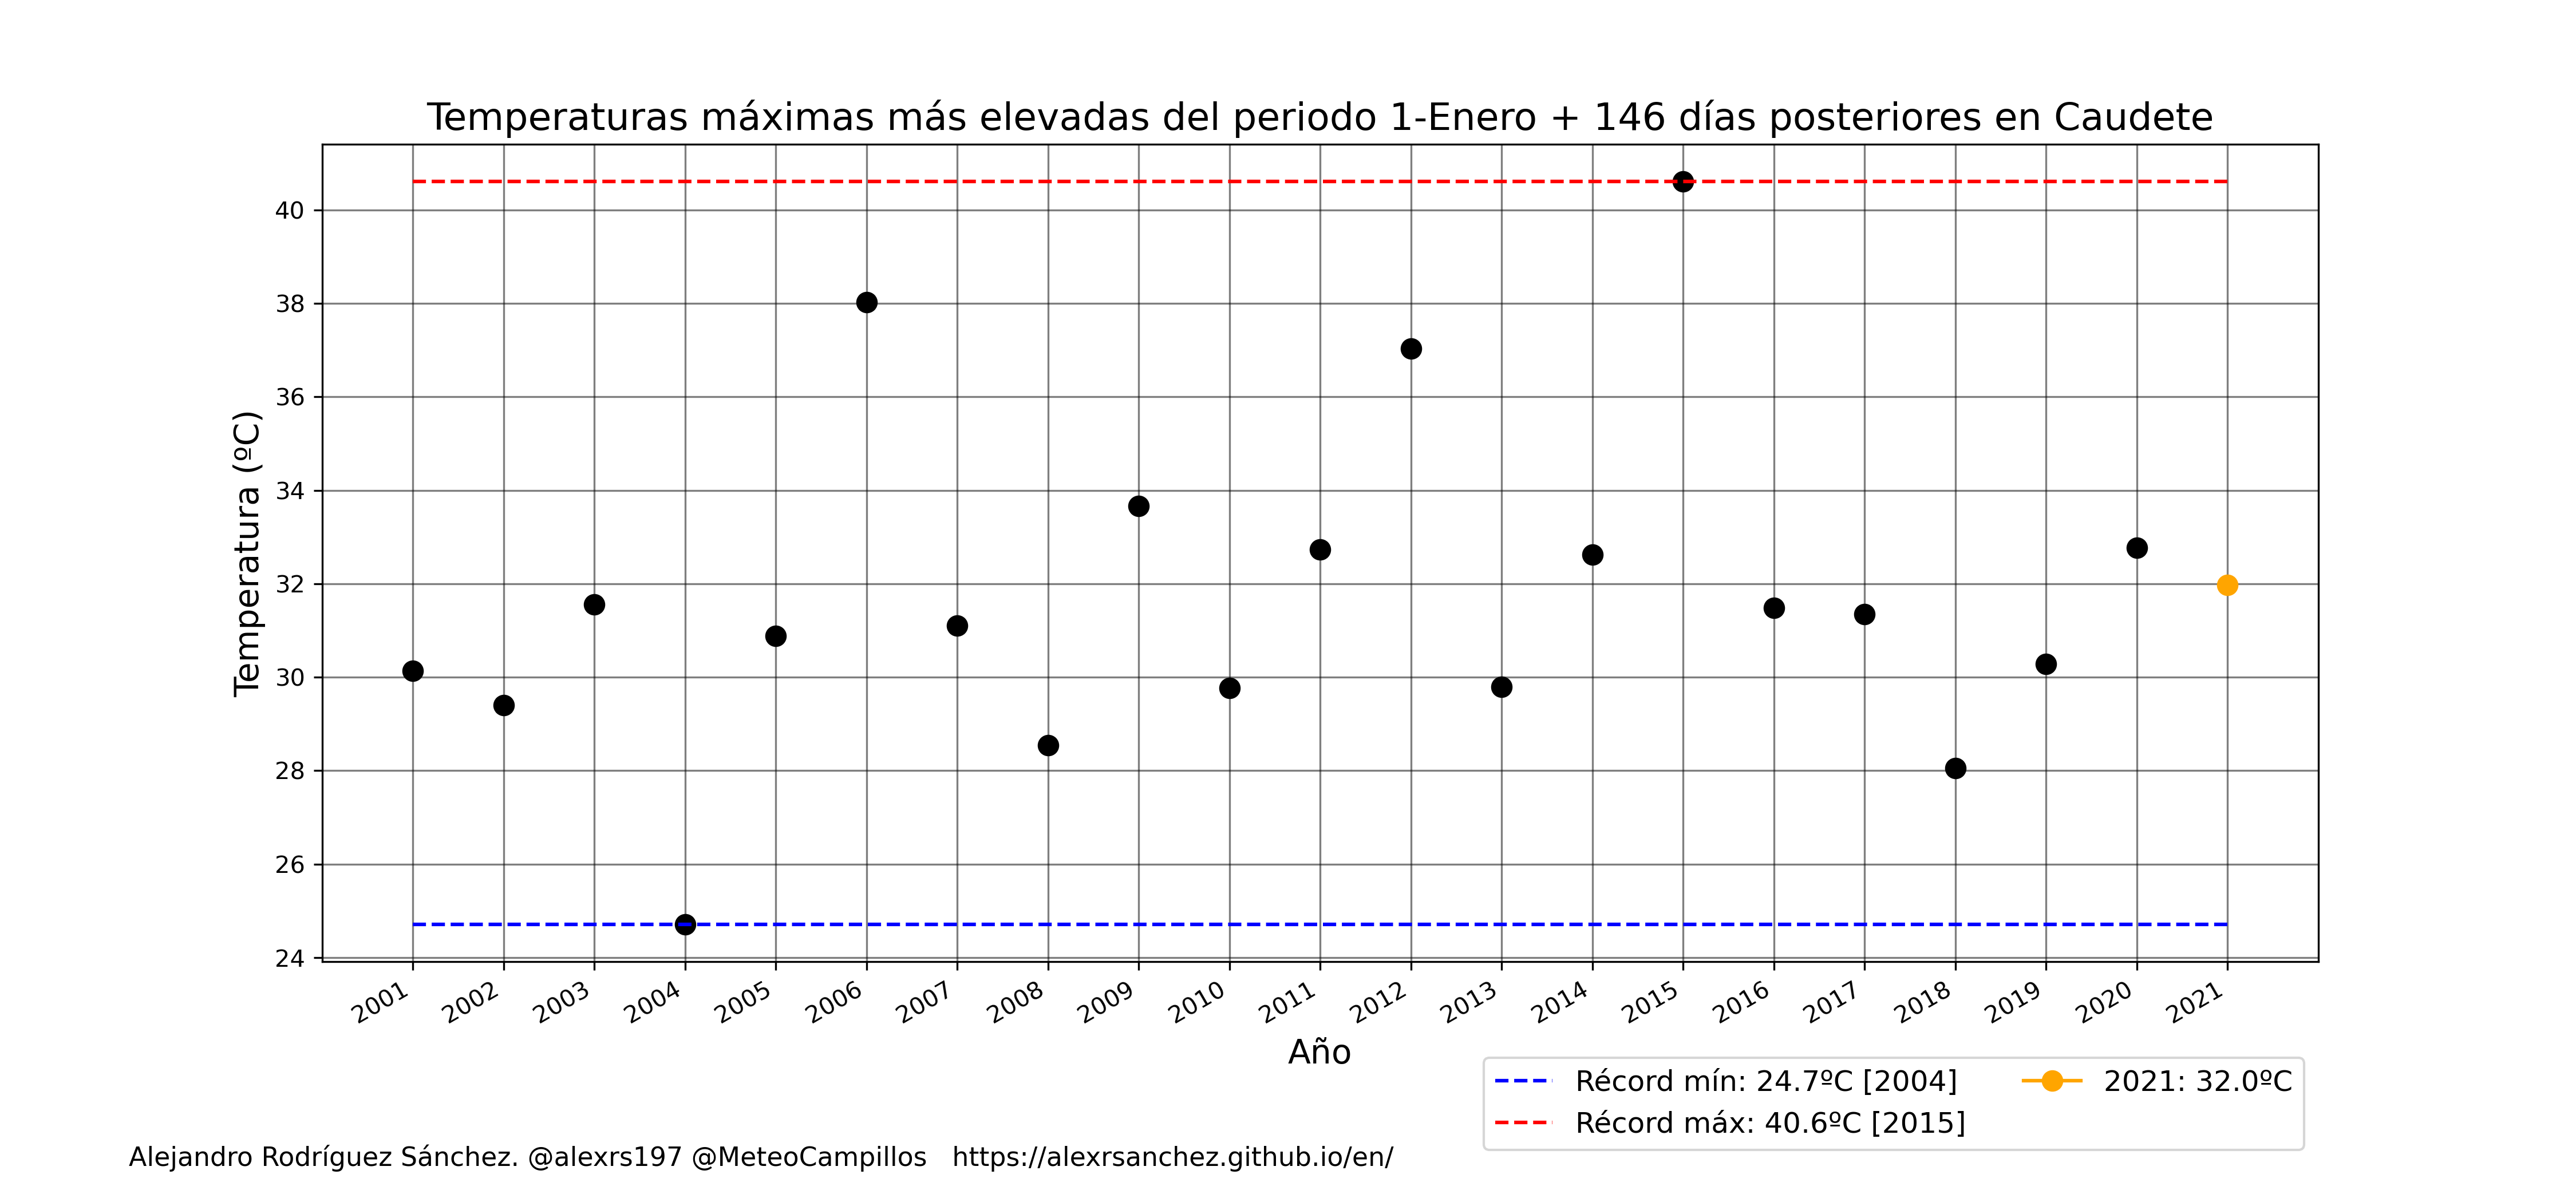 Temperaturas máximas más elevadas del periodo 1-Enero + 146 días posteriores en Caudete
Temperatura (ºC)
40
38
36
34
32
30
28
26
24
2001 2002 2003 2004 2005 2006 2007 2008 2009 2010 2011 2012 2013 2014 2015 2016 2017 2018 2019 2020 2021
Año
Récord mín: 24.7ºC [2004]
Récord máx: 40.6ºC [2015]
2021: 32.0ºC
Alejandro Rodríguez Sánchez. @alexrs197 @MeteoCampillos https://alexrsanchez.github.io/en/